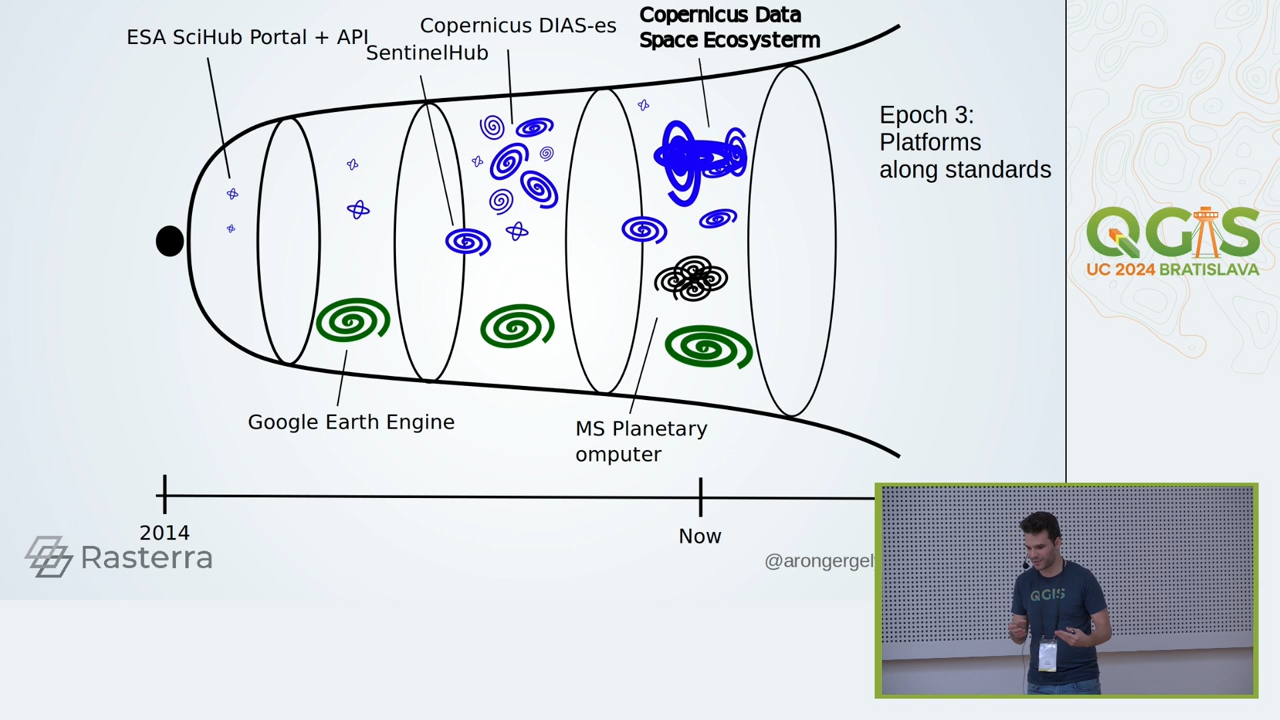 ESA SciHub Portal + API
SentinelHub
Copernicus DIAS-es
Copernicus Data
Space Ecosysterm
Epoch 3:
Platforms
along standards
Google Earth Engine
MS Planetary
omputer
2014
Now
Rasterra
@arongergel
QGIS
UC 2024 BRATISLAVA
QGIS